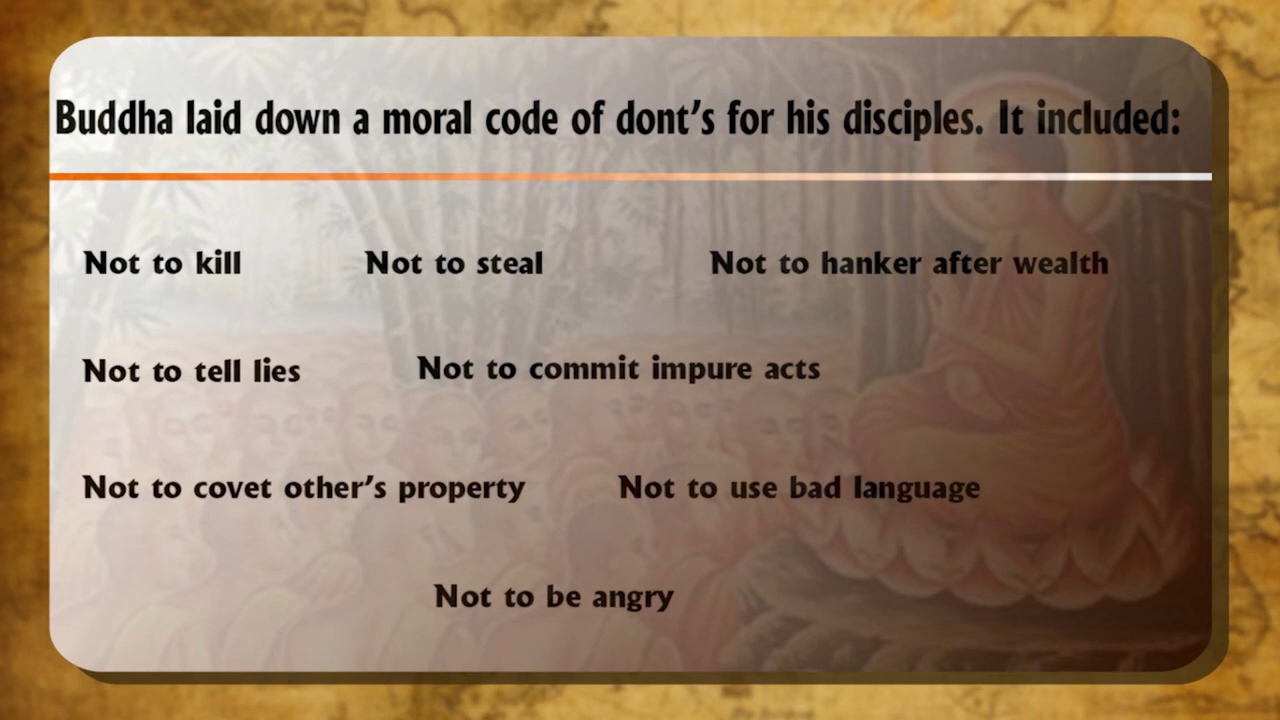 Buddha laid down a moral code of dont's for his disciples. It included:
Not to kill
Not to steal
Not to hanker after wealth
Not to tell lies
Not to commit impure acts
Not to covet other's property
Not to use bad language
Not to be angry